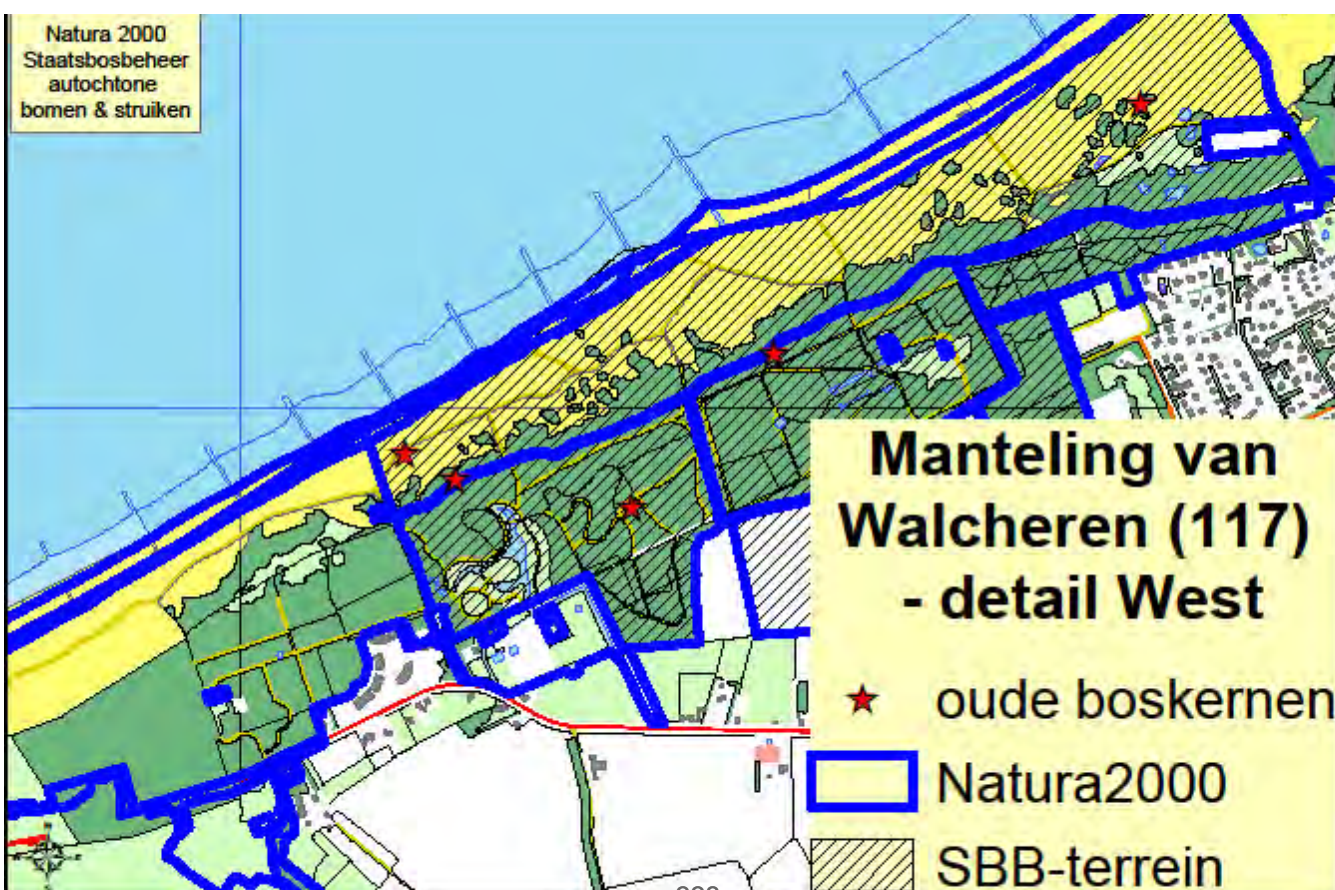 Natura 2000
Staatsbosbeheer
autochtone
bomen & struiken
Manteling van
Walcheren (117)
- detail West
oude boskernen
Natura2000
SBB-terrein